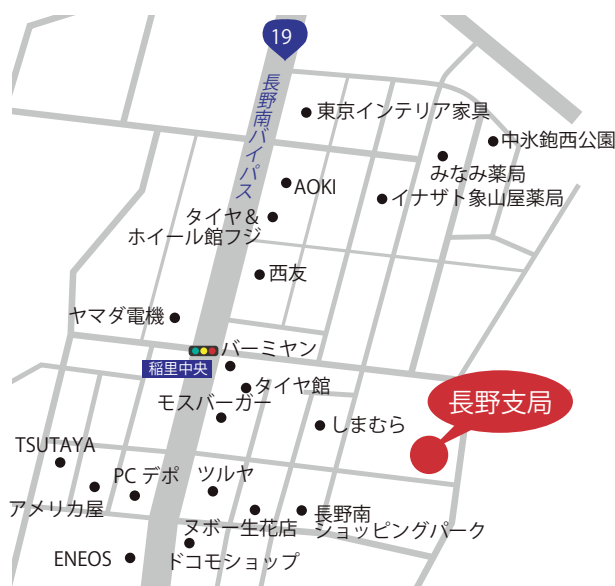 19
長野南バイパス
東京インテリア家具
中氷鉋西公園
みなみ薬局
AOKI
イナザト象山屋薬局
タイヤ＆
ホイール館フジ
西友
ヤマダ電機
バーミヤン
稲里中央
タイヤ館
モスバーガー
長野支局
しまむら
TSUTAYA
PC デポ
ツルヤ
アメリカ屋
ヌボー生花店
長野南
ショッピングパーク
ENEOS
ドコモショップ